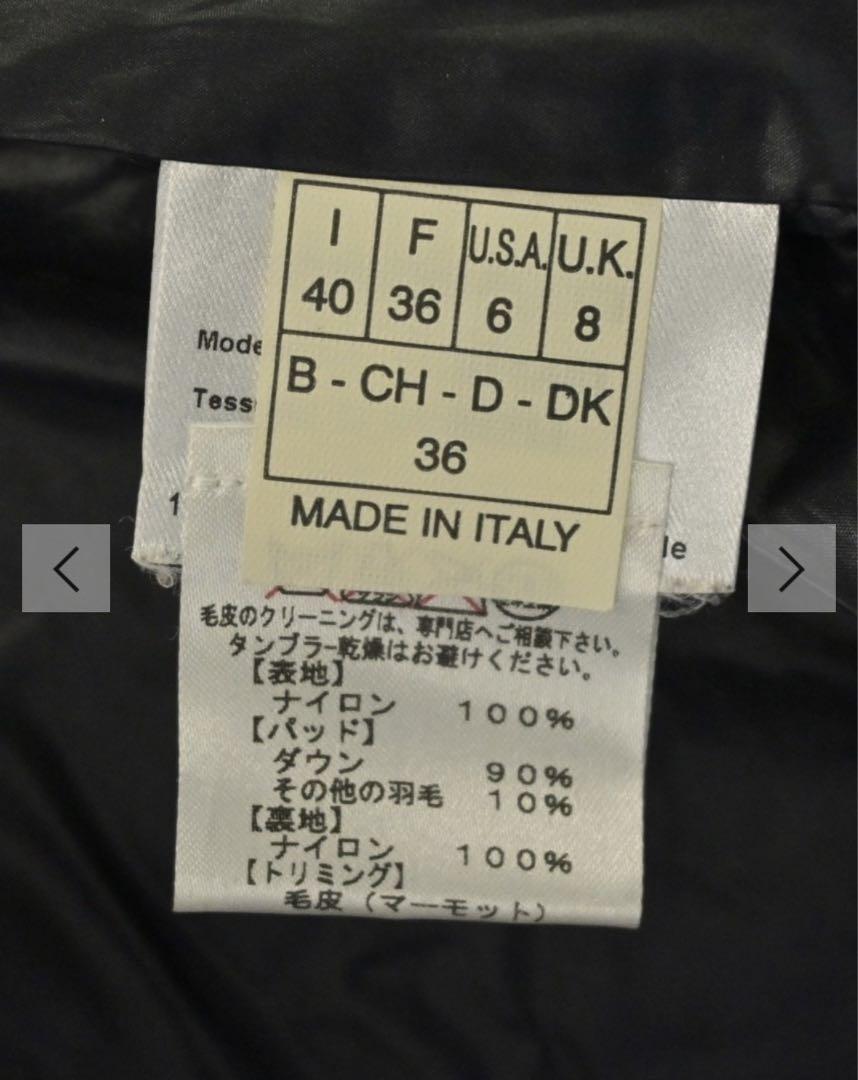 I F U.S.A. U.K.
40 36 6 8
B - CH - D - DK
36
MADE IN ITALY
毛皮のクリーニングは、専門店へご相談下さい。
タンブラー乾燥はお避けください。
【表地】
ナイロン 100%
【パッド】
ダウン 90%
その他の羽毛 10%
【裏地】
ナイロン 100%
【トリミング】
毛皮(マーモット)